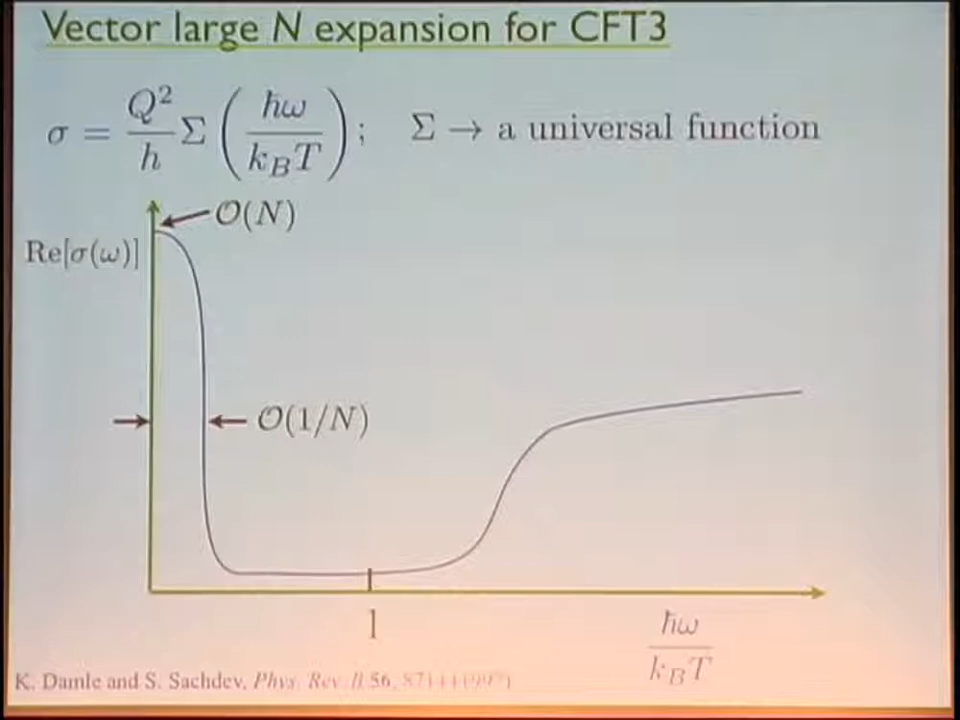 Vector large N expansion for CFT3
σ = Q²/h Σ (ħω/k_BT); Σ → a universal function
O(N)
Re[σ(ω)]
O(1/N)
1
ħω/k_BT
K. Damle and S. Sachdev, Phys. Rev. B 56,